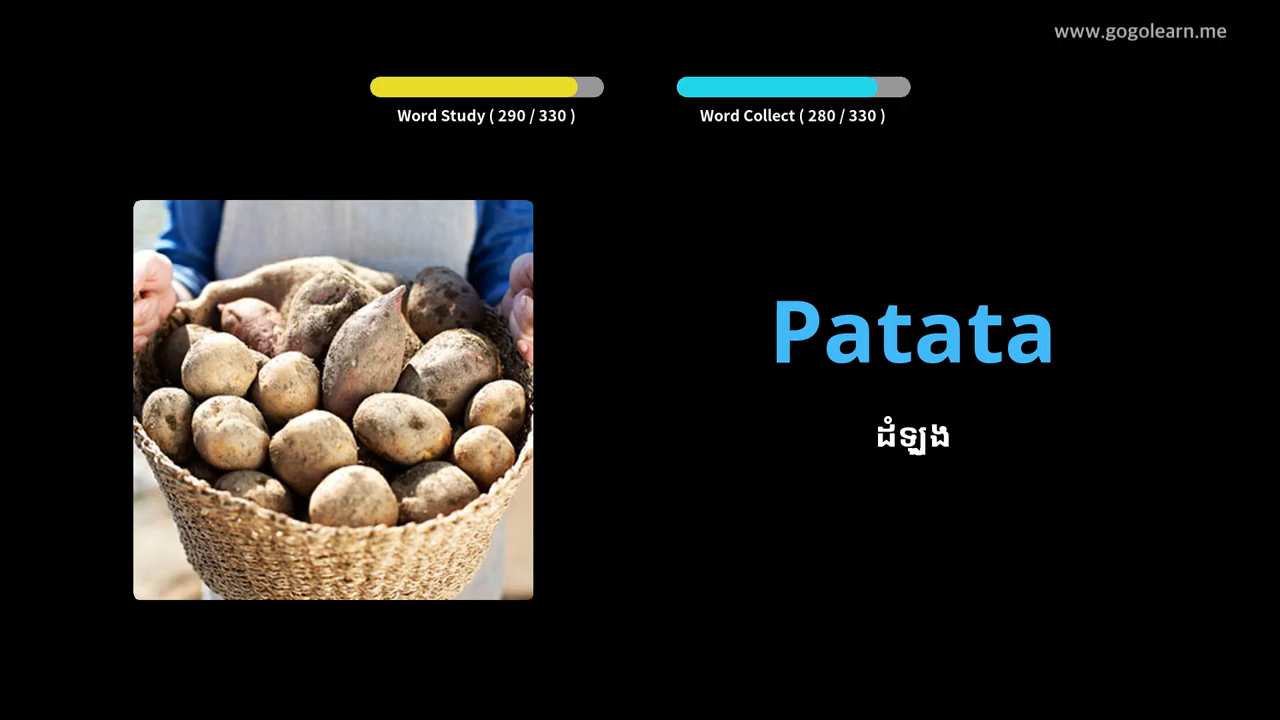 www.gogolearn.me
Word Study ( 290 / 330 )
Word Collect ( 280 / 330 )
Patata
ដំឡូង